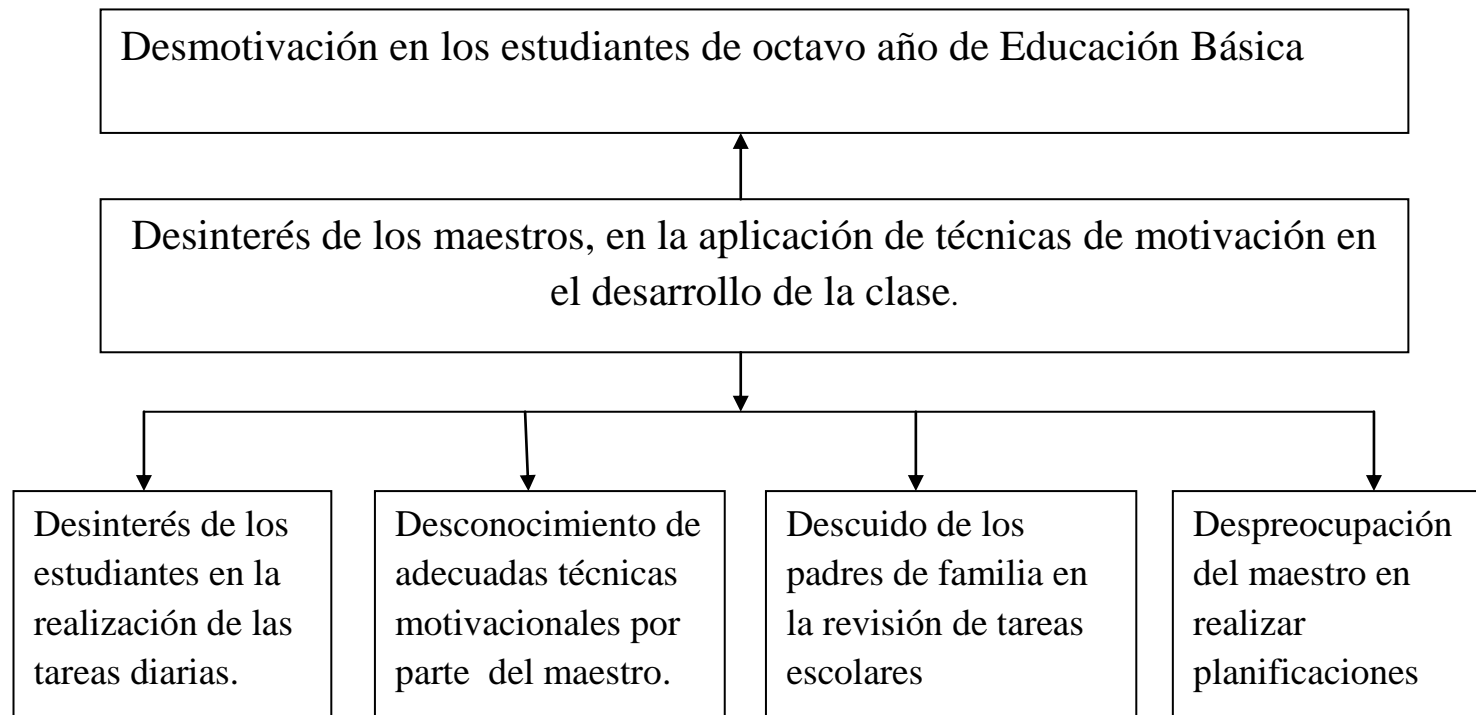 Desmotivación en los estudiantes de octavo año de Educación Básica
Desinterés de los maestros, en la aplicación de técnicas de motivación en
el desarrollo de la clase.
Desinterés de los
estudiantes en la
realización de las
tareas diarias.
Desconocimiento de
adecuadas técnicas
motivacionales por
parte  del maestro.
Descuido de los
padres de familia en
la revisión de tareas
escolares
Despreocupación
del maestro en
realizar
planificaciones